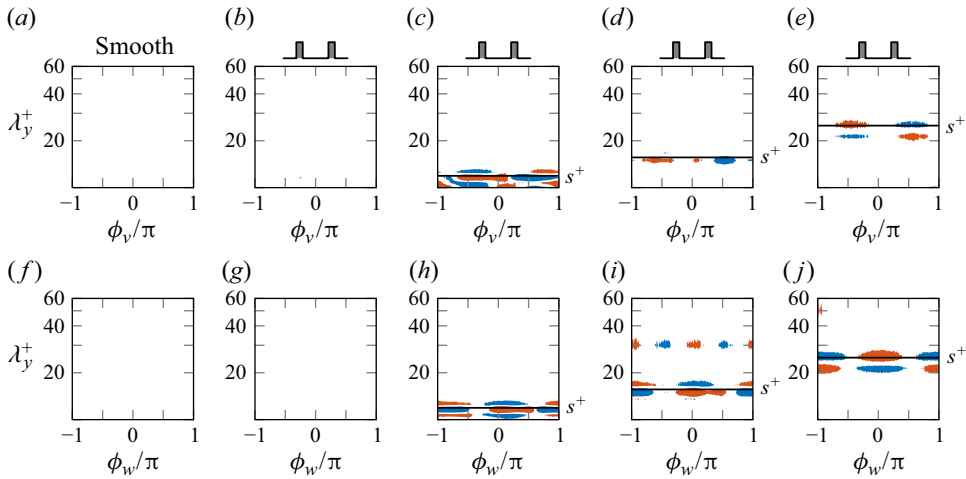 (a) (b) (c) (d) (e)
Smooth
60 60 60 60 60
40 40 40 40 40
λ_y^+ 20 20 20 20 20
s^+ s^+ s^+
−1 0 1 −1 0 1 −1 0 1 −1 0 1 −1 0 1
ϕ_v/π ϕ_v/π ϕ_v/π ϕ_v/π ϕ_v/π
(f) (g) (h) (i) (j)
60 60 60 60 60
40 40 40 40 40
λ_y^+ 20 20 20 20 20
s^+ s^+ s^+
−1 0 1 −1 0 1 −1 0 1 −1 0 1 −1 0 1
ϕ_w/π ϕ_w/π ϕ_w/π ϕ_w/π ϕ_w/π